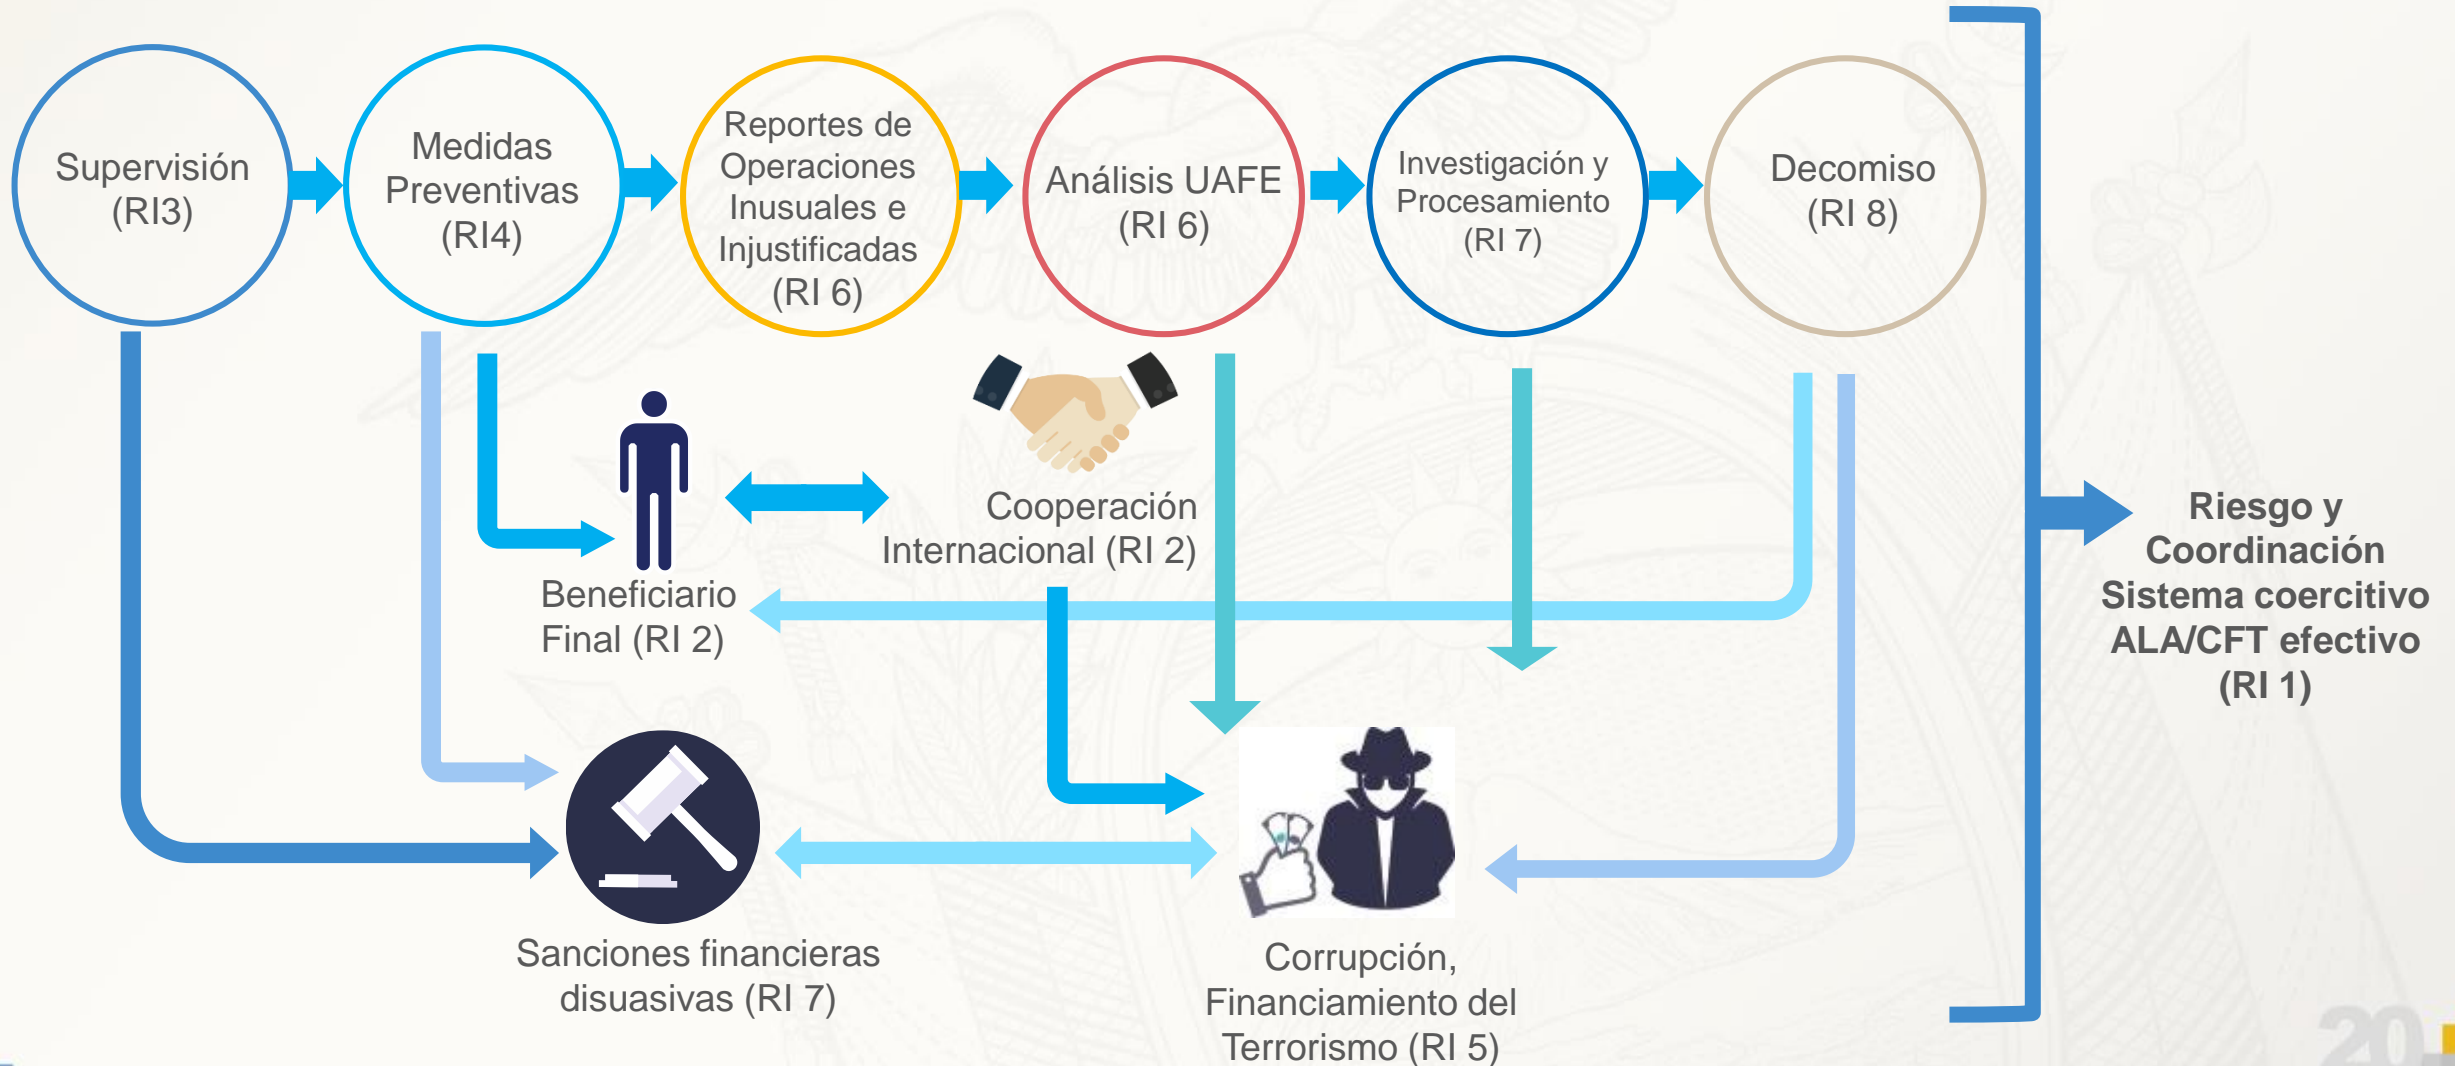 Supervisión
(RI3)
Medidas
Preventivas
(RI4)
Reportes de
Operaciones
Inusuales e
Injustificadas
(RI 6)
Análisis UAFE
(RI 6)
Investigación y
Procesamiento
(RI 7)
Decomiso
(RI 8)
Cooperación
Internacional (RI 2)
Beneficiario
Final (RI 2)
Riesgo y
Coordinación
Sistema coercitivo
ALA/CFT efectivo
(RI 1)
Sanciones financieras
disuasivas (RI 7)
Corrupción,
Financiamiento del
Terrorismo (RI 5)
20